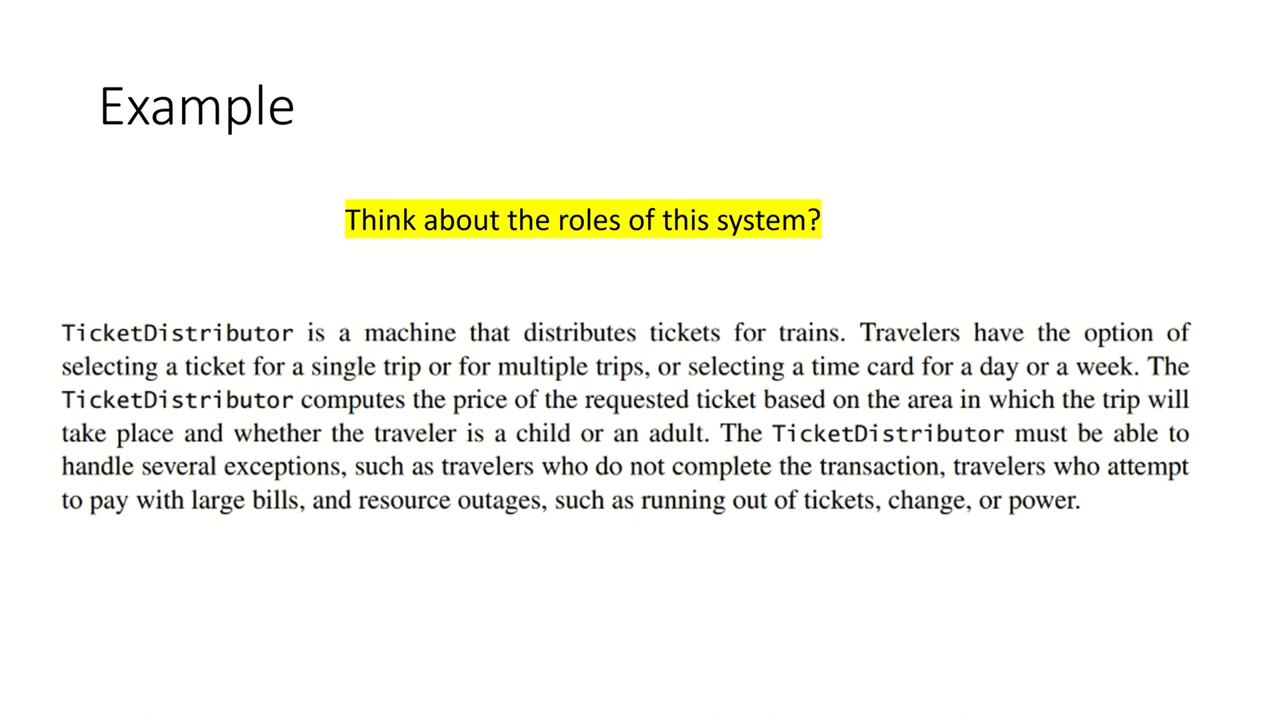 Example
Think about the roles of this system?
TicketDistributor is a machine that distributes tickets for trains. Travelers have the option of
selecting a ticket for a single trip or for multiple trips, or selecting a time card for a day or a week. The
TicketDistributor computes the price of the requested ticket based on the area in which the trip will
take place and whether the traveler is a child or an adult. The TicketDistributor must be able to
handle several exceptions, such as travelers who do not complete the transaction, travelers who attempt
to pay with large bills, and resource outages, such as running out of tickets, change, or power.